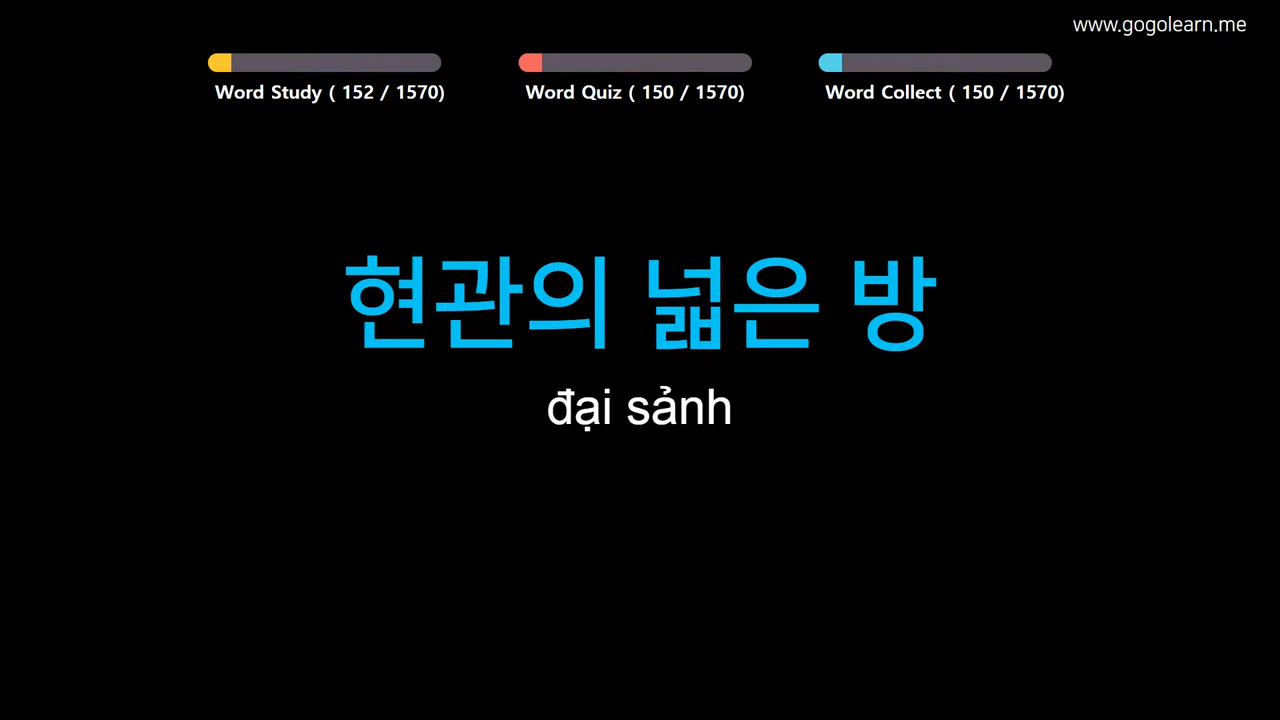 www.gogolearn.me
Word Study ( 152 / 1570)
Word Quiz ( 150 / 1570)
Word Collect ( 150 / 1570)
현관의 넓은 방
đại sảnh